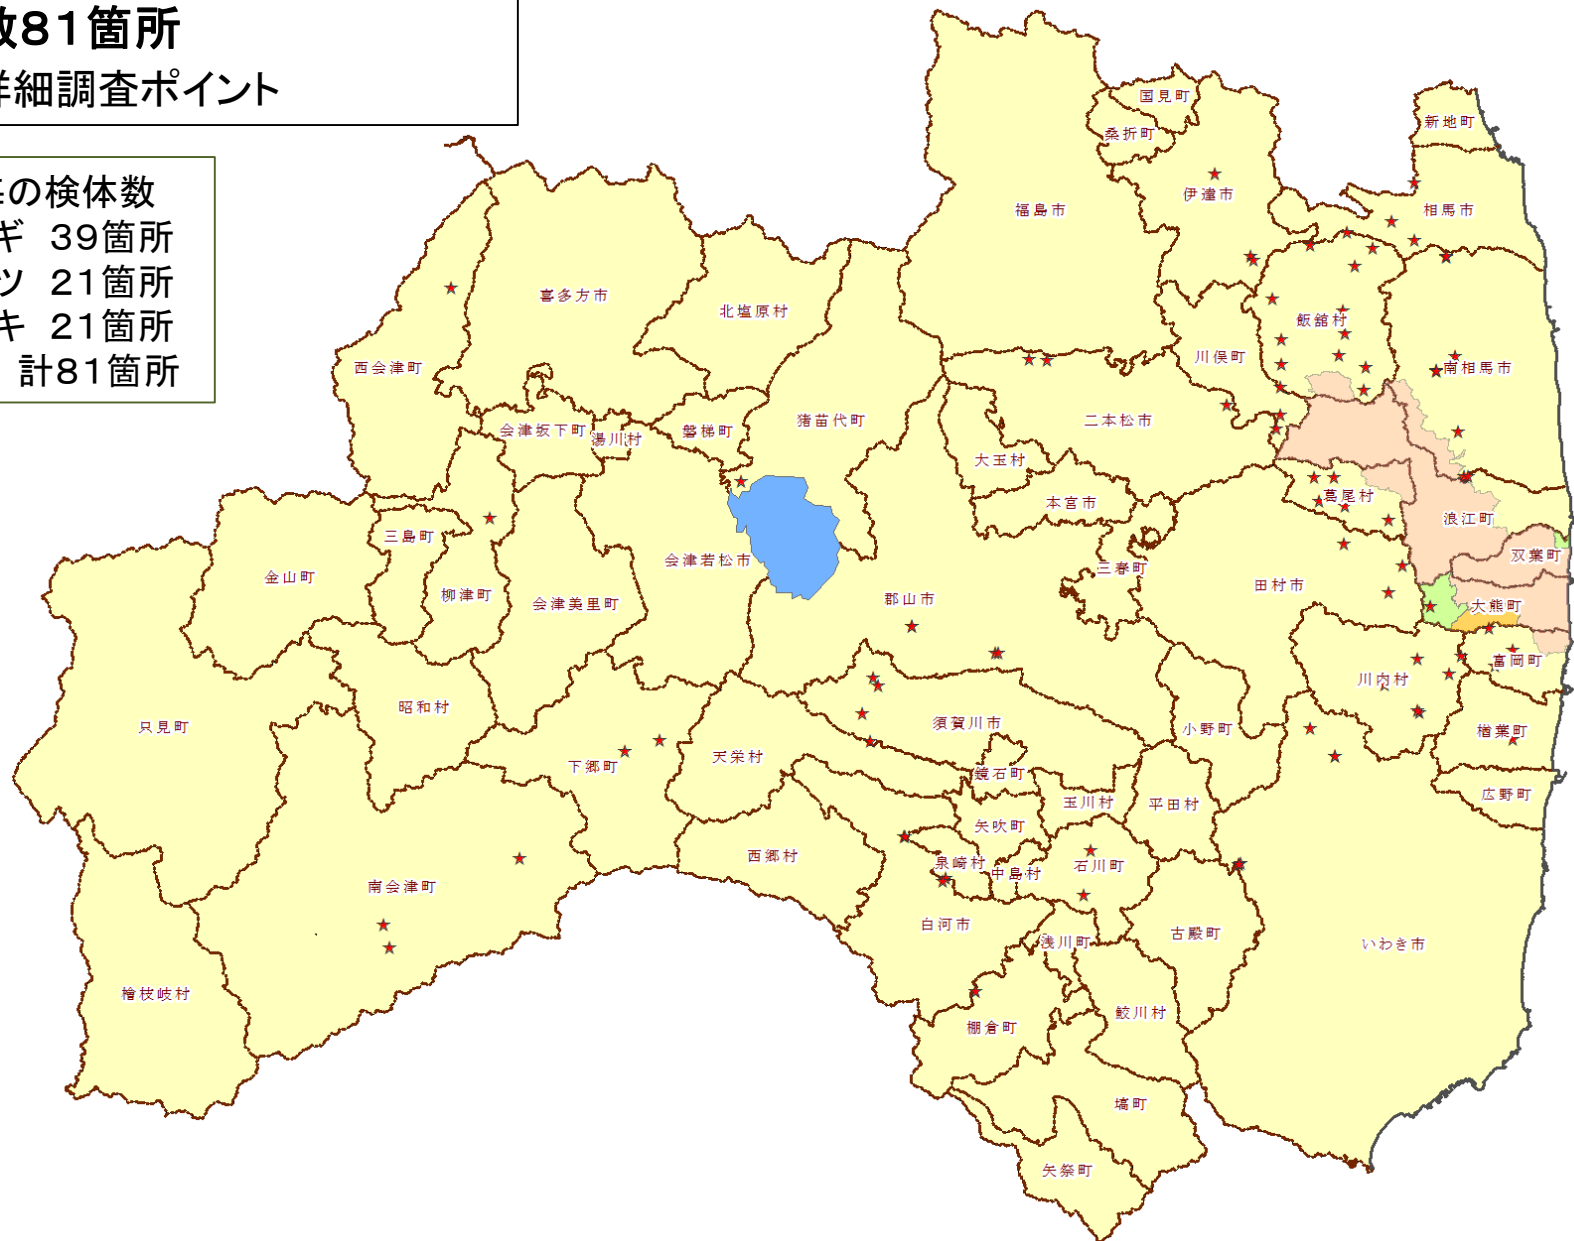 数81箇所
詳細調査ポイント
毎の検体数
ギ 39箇所
ツ 21箇所
キ 21箇所
計81箇所
国見町
桑折町
新地町
伊達市
福島市
相馬市
喜多方市
北塩原村
飯舘村
西会津町
川俣町
南相馬市
猪苗代町
二本松市
会津坂下町
湯川村
磐梯町
大玉村
本宮市
葛尾村
浪江町
三島町
会津若松市
双葉町
三春町
金山町
柳津町
会津美里町
郡山市
田村市
大熊町
富岡町
川内村
昭和村
只見町
須賀川市
小野町
楢葉町
下郷町
天栄村
鏡石町
玉川村
平田村
広野町
矢吹町
西郷村
泉崎村
中島村
石川町
南会津町
白河市
浅川町
古殿町
いわき市
檜枝岐村
棚倉町
鮫川村
塙町
矢祭町